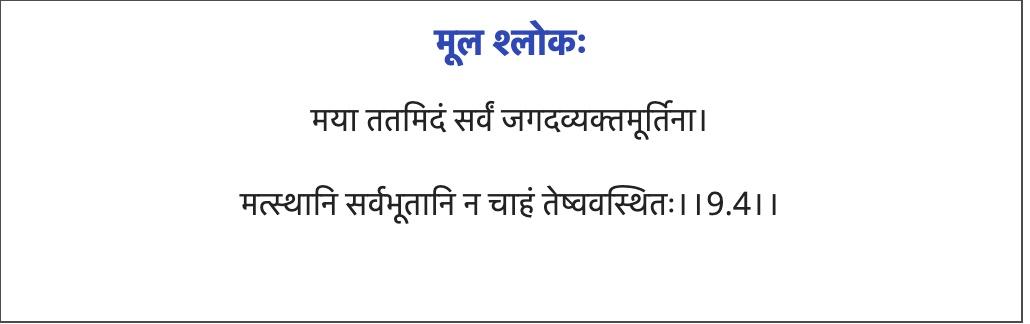 मूल श्लोकः
मया ततमिदं सर्वं जगदव्यक्तमूर्तिना।
मत्स्थानि सर्वभूतानि न चाहं तेष्ववस्थितः।।9.4।।